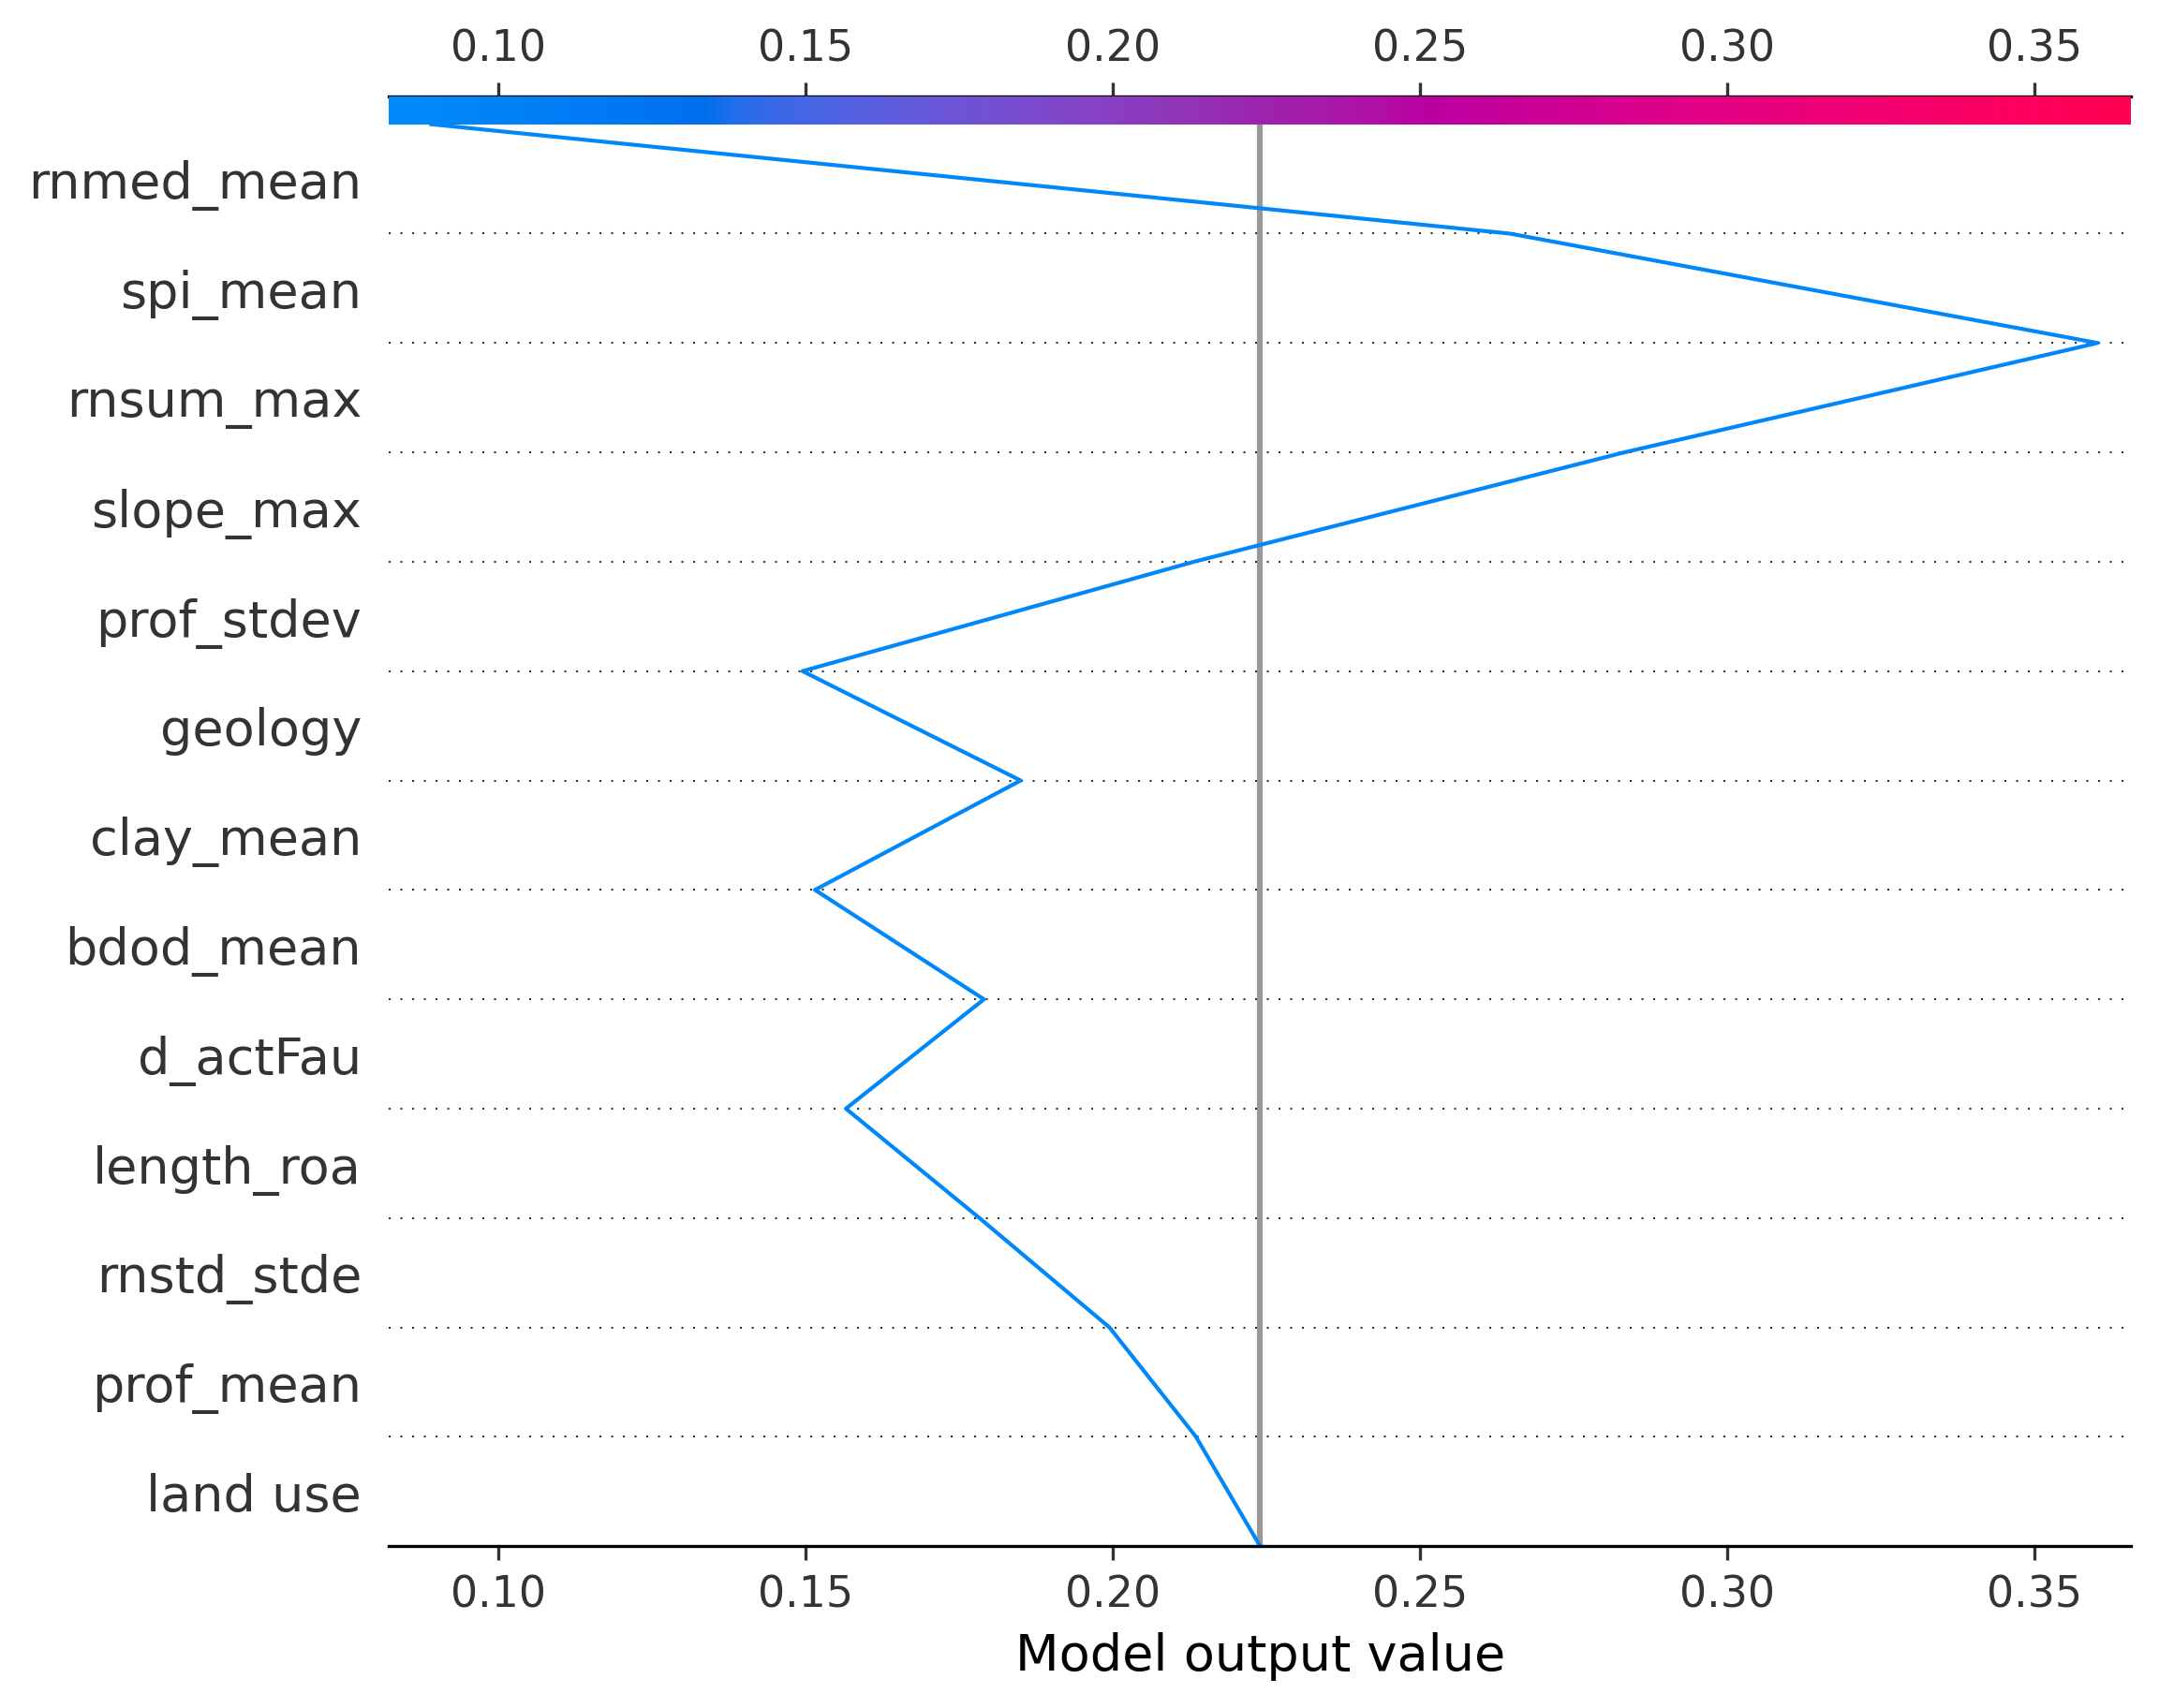 0.10 0.15 0.20 0.25 0.30 0.35
rnmed_mean
spi_mean
rnsum_max
slope_max
prof_stdev
geology
clay_mean
bdod_mean
d_actFau
length_roa
rnstd_stde
prof_mean
land use
0.10 0.15 0.20 0.25 0.30 0.35
Model output value